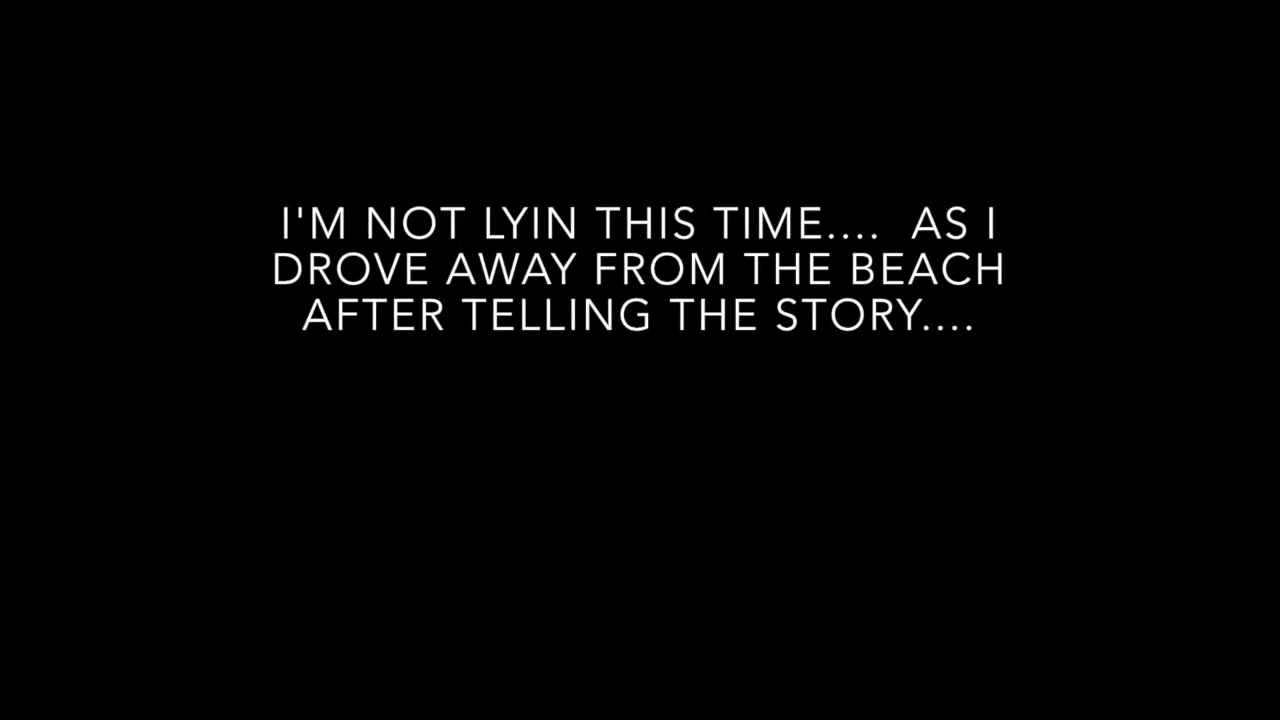 I'M NOT LYIN THIS TIME....  AS I
DROVE AWAY FROM THE BEACH
AFTER TELLING THE STORY....